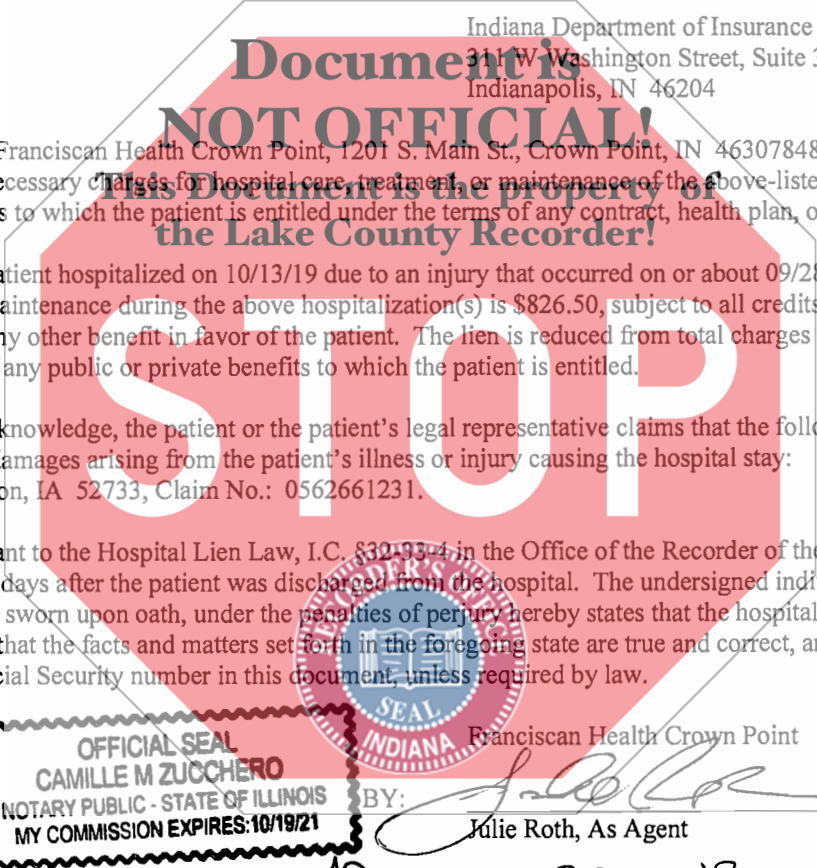 Indiana Department of Insurance
311 W Washington Street, Suite 3
Indianapolis, IN 46204
Document is
NOT OFFICIAL!
This Document is the property of
the Lake County Recorder!
Franciscan Health Crown Point, 1201 S. Main St., Crown Point, IN 46307848
ecessary charges for hospital care, treatment, or maintenance of the above-liste
s to which the patient is entitled under the terms of any contract, health plan, o
atient hospitalized on 10/13/19 due to an injury that occurred on or about 09/28
aintenance during the above hospitalization(s) is $826.50, subject to all credits
ny other benefit in favor of the patient. The lien is reduced from total charges
any public or private benefits to which the patient is entitled.
STOP
knowledge, the patient or the patient's legal representative claims that the follo
amages arising from the patient's illness or injury causing the hospital stay:
on, IA 52733, Claim No.: 0562661231.
ant to the Hospital Lien Law, I.C. §32-33-4 in the Office of the Recorder of the
days after the patient was discharged from the hospital. The undersigned indi
sworn upon oath, under the penalties of perjury hereby states that the hospital
that the facts and matters set forth in the foregoing state are true and correct, a
cial Security number in this document, unless required by law.
SEAL
INDIANA
Franciscan Health Crown Point
OFFICIAL SEAL
CAMILLE M ZUCCHERO
NOTARY PUBLIC - STATE OF ILLINOIS
MY COMMISSION EXPIRES:10/19/21
BY:
Julie Roth, As Agent